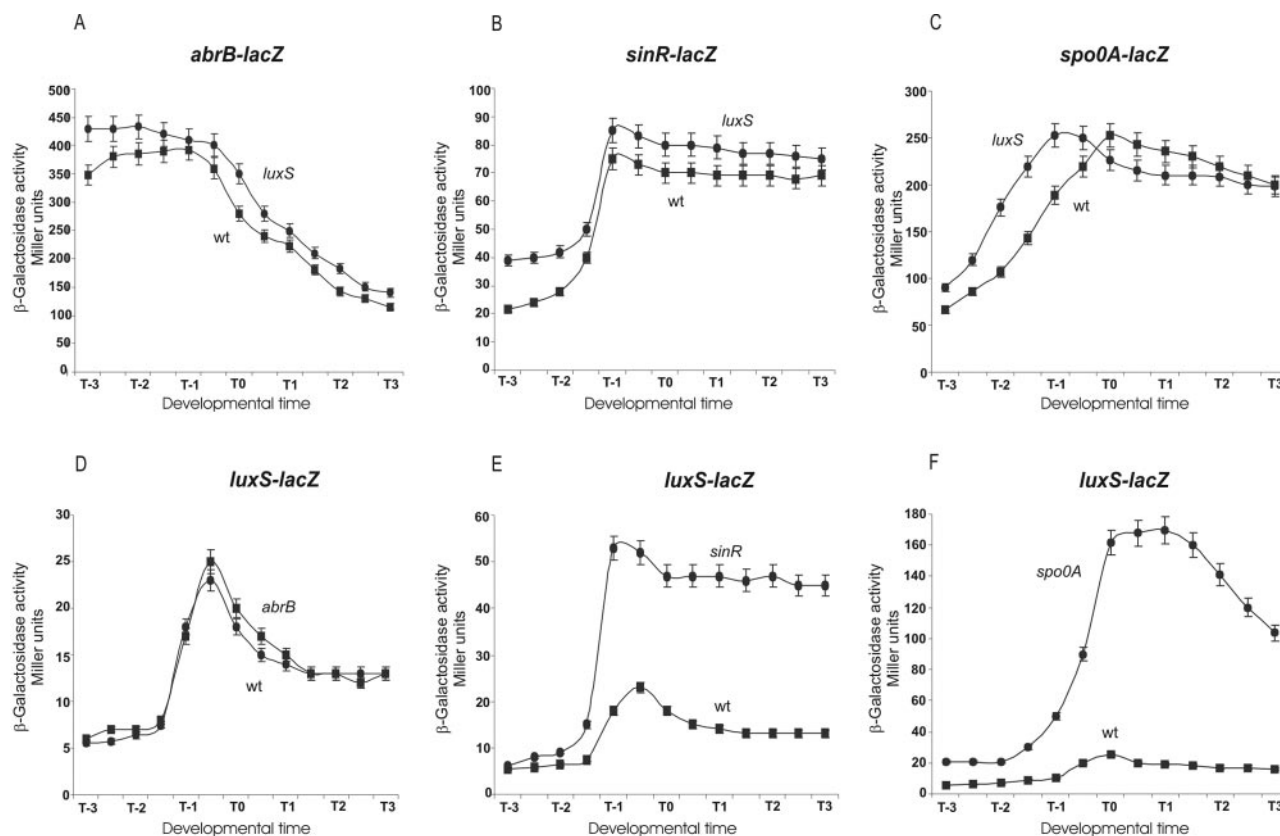 A
abrB-lacZ
β-Galactosidase activity
Miller units
500
450
400
350
300
250
200
150
100
50
0
luxS
wt
T-3 T-2 T-1 T0 T1 T2 T3
Developmental time
B
sinR-lacZ
β-Galactosidase activity
Miller units
100
90
80
70
60
50
40
30
20
10
0
luxS
wt
T-3 T-2 T-1 T0 T1 T2 T3
Developmental time
C
spo0A-lacZ
β-Galactosidase activity
Miller units
300
250
200
150
100
50
0
luxS
wt
T-3 T-2 T-1 T0 T1 T2 T3
Developmental time
D
luxS-lacZ
β-Galactosidase activity
Miller units
30
25
20
15
10
5
0
abrB
wt
T-3 T-2 T-1 T0 T1 T2 T3
Developmental time
E
luxS-lacZ
β-Galactosidase activity
Miller units
60
50
40
30
20
10
0
sinR
wt
T-3 T-2 T-1 T0 T1 T2 T3
Developmental time
F
luxS-lacZ
β-Galactosidase activity
Miller units
180
160
140
120
100
80
60
40
20
0
spo0A
wt
T-3 T-2 T-1 T0 T1 T2 T3
Developmental time